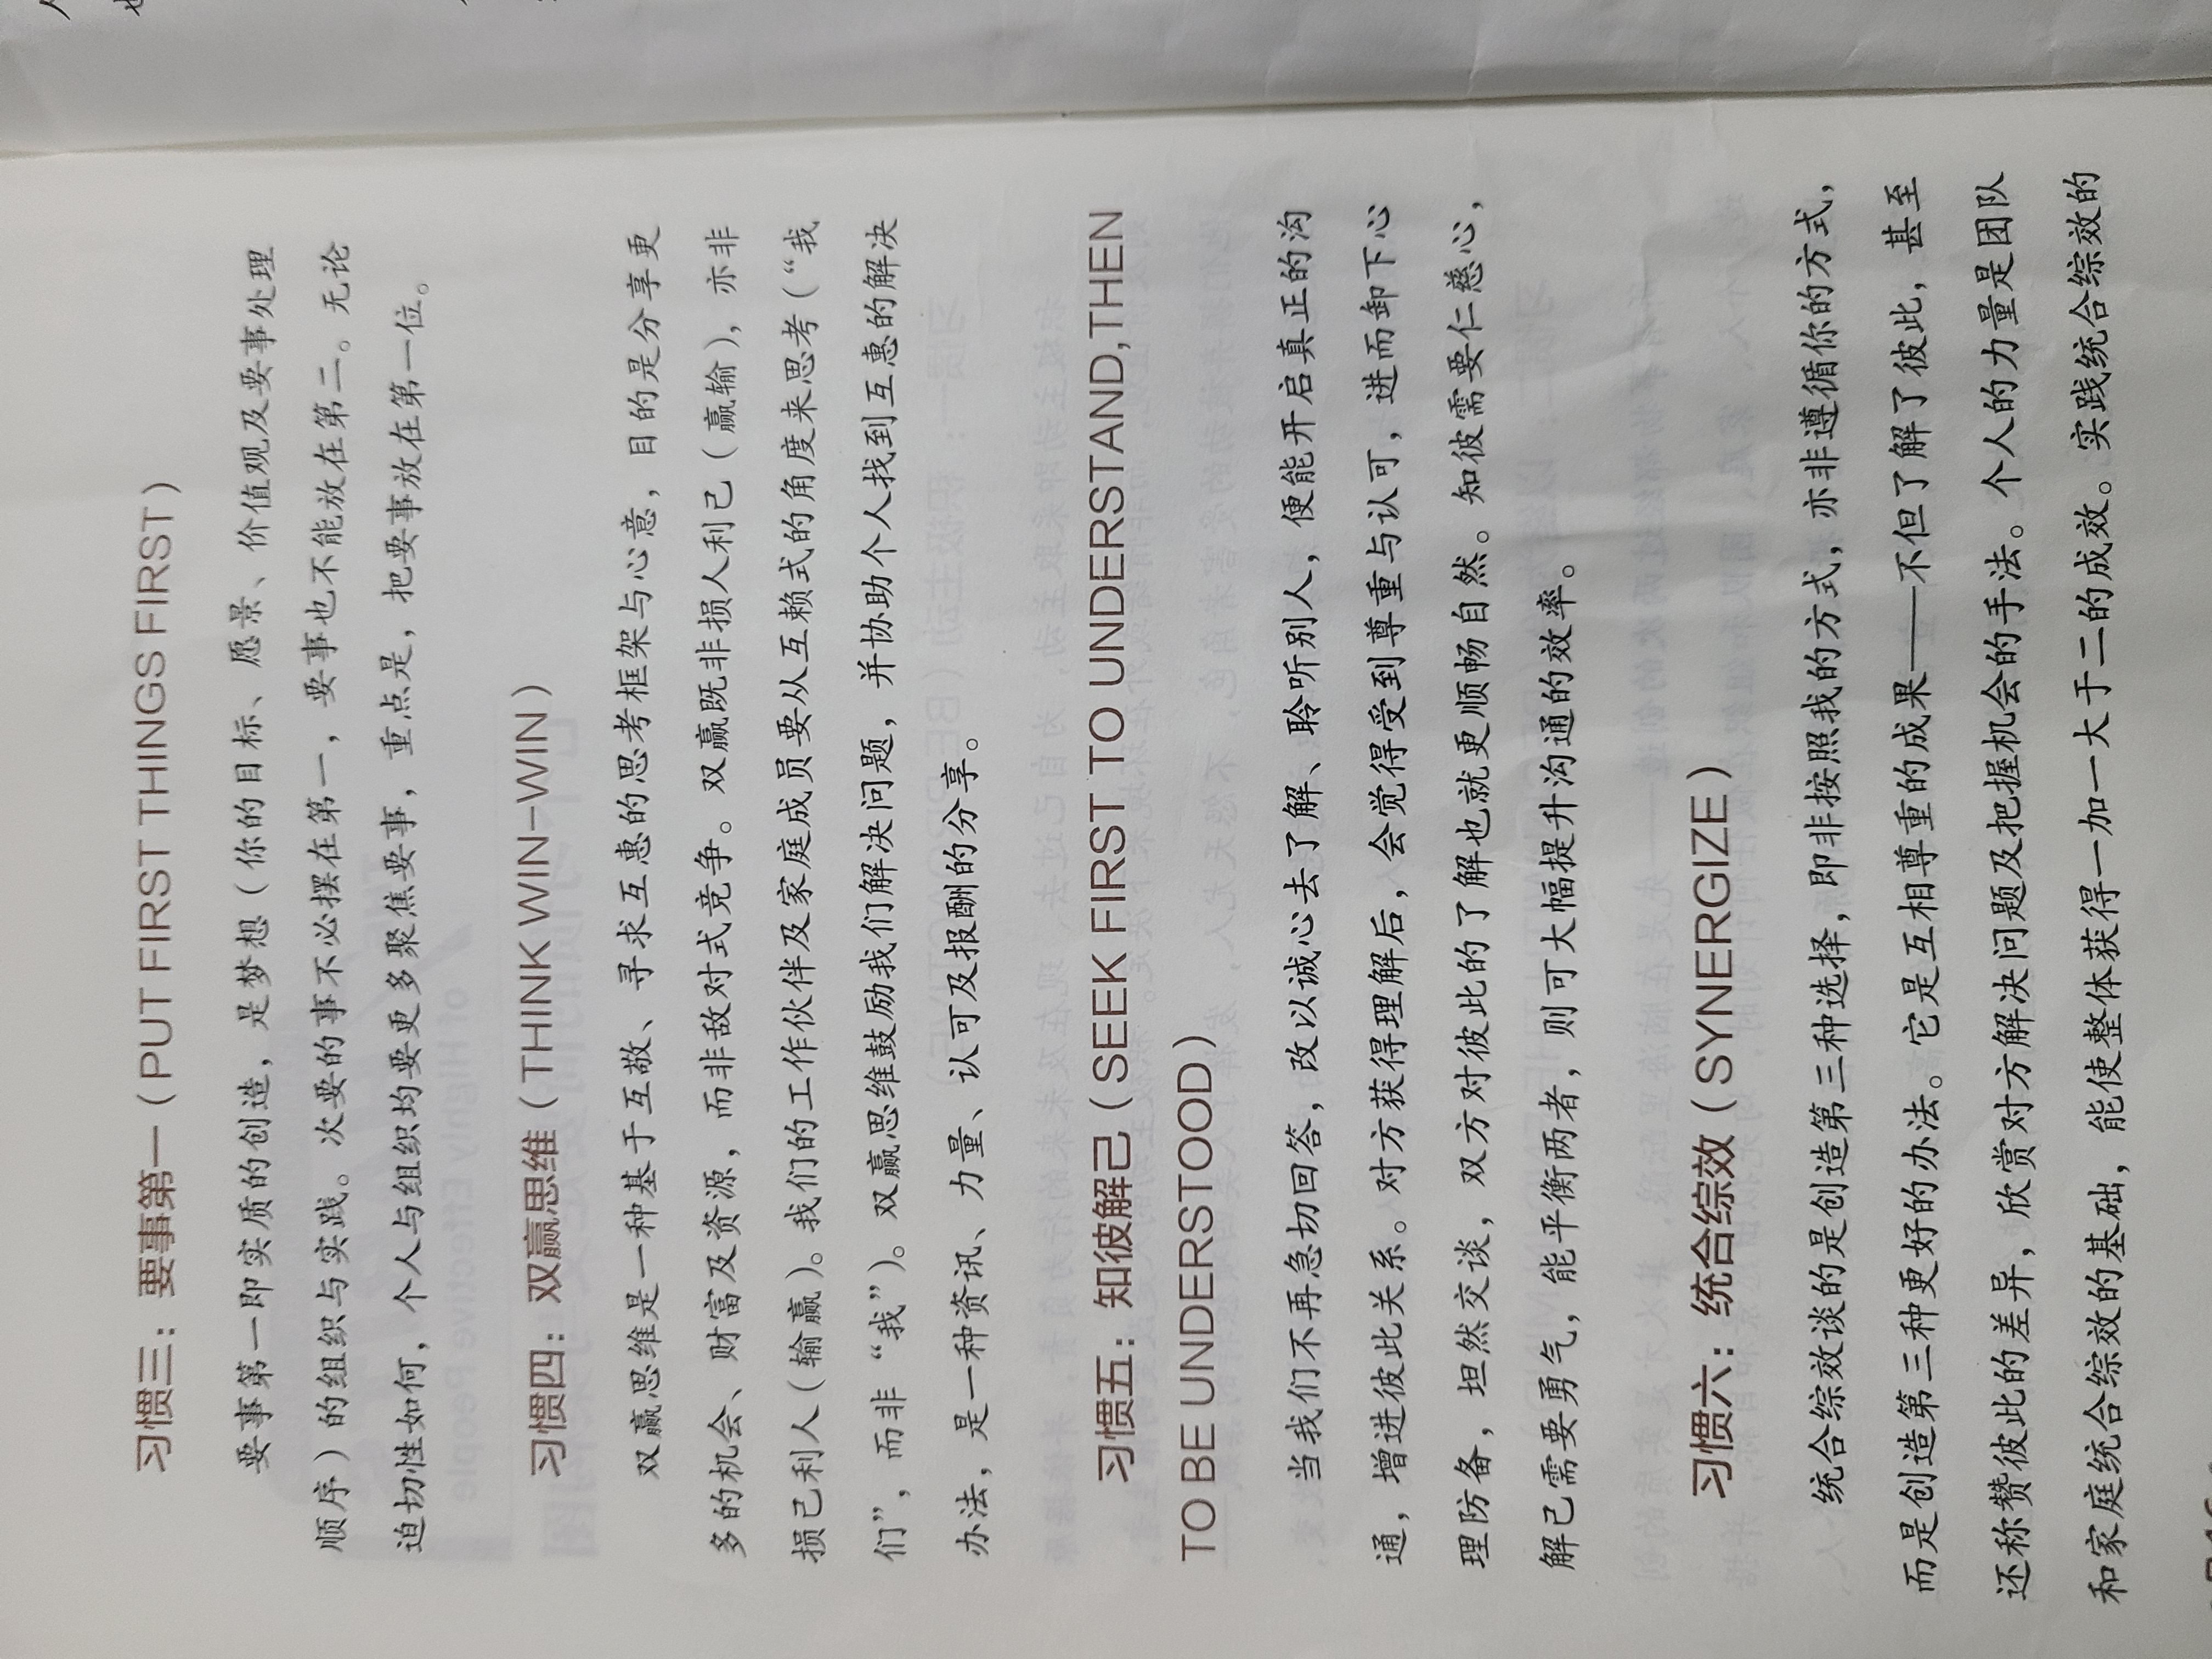 习惯三：要事第一（PUT FIRST THINGS FIRST）
要事第一即实质的创造，是梦想（你的目标、愿景、价值观及要事处理
顺序）的组织与实践。次要的事不必摆在第一，要事也不能放在第二。无论
迫切性如何，个人与组织均要更多聚焦要事，重点是，把要事放在第一位。
习惯四：双赢思维（THINK WIN-WIN）
双赢思维是一种基于互敬、寻求互惠的思考框架与心意，目的是分享更
多的机会、财富及资源，而非敌对式竞争。双赢既非损人利己（赢输），亦非
损己利人（输赢）。我们的工作伙伴及家庭成员要从互赖式的角度来思考（“我
们”，而非“我”）。双赢思维鼓励我们解决问题，并协助个人找到互惠的解决
办法，是一种资讯、力量、认可及报酬的分享。
习惯五：知彼解己（SEEK FIRST TO UNDERSTAND,THEN
TO BE UNDERSTOOD）
当我们不再急切回答，改以诚心去了解、聆听别人，便能开启真正的沟
通，增进彼此关系。对方获得理解后，会觉得受到尊重与认可，进而卸下心
理防备，坦然交谈，双方对彼此的了解也就更顺畅自然。知彼需要仁慈心，
解己需要勇气，能平衡两者，则可大幅提升沟通的效率。
习惯六：统合综效（SYNERGIZE）
统合综效谈的是创造第三种选择，即非按照我的方式，亦非遵循你的方式，
而是创造第三种更好的办法。它是互相尊重的成果——不但了解了彼此，甚至
还称赞彼此的差异，欣赏对方解决问题及把握机会的手法。个人的力量是团队
和家庭统合综效的基础，能使整体获得一加一大于二的成效。实践统合综效的